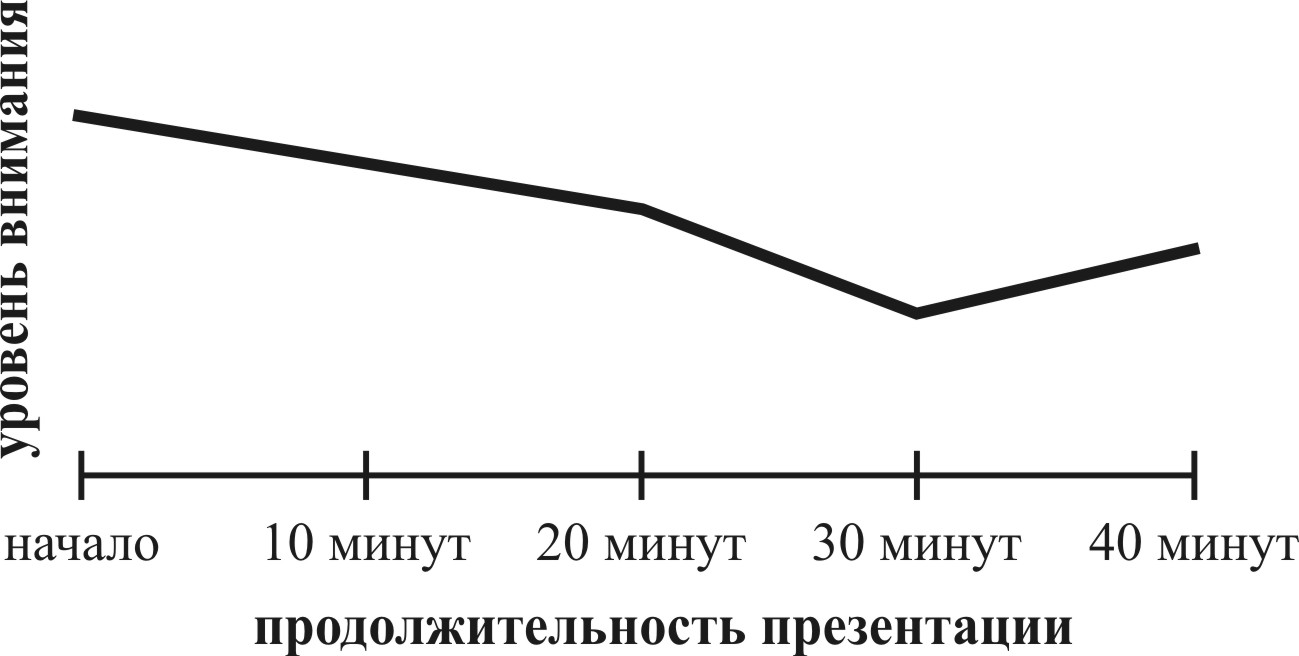 уровень внимания
начало
10 минут
20 минут
30 минут
40 минут
продолжительность презентации